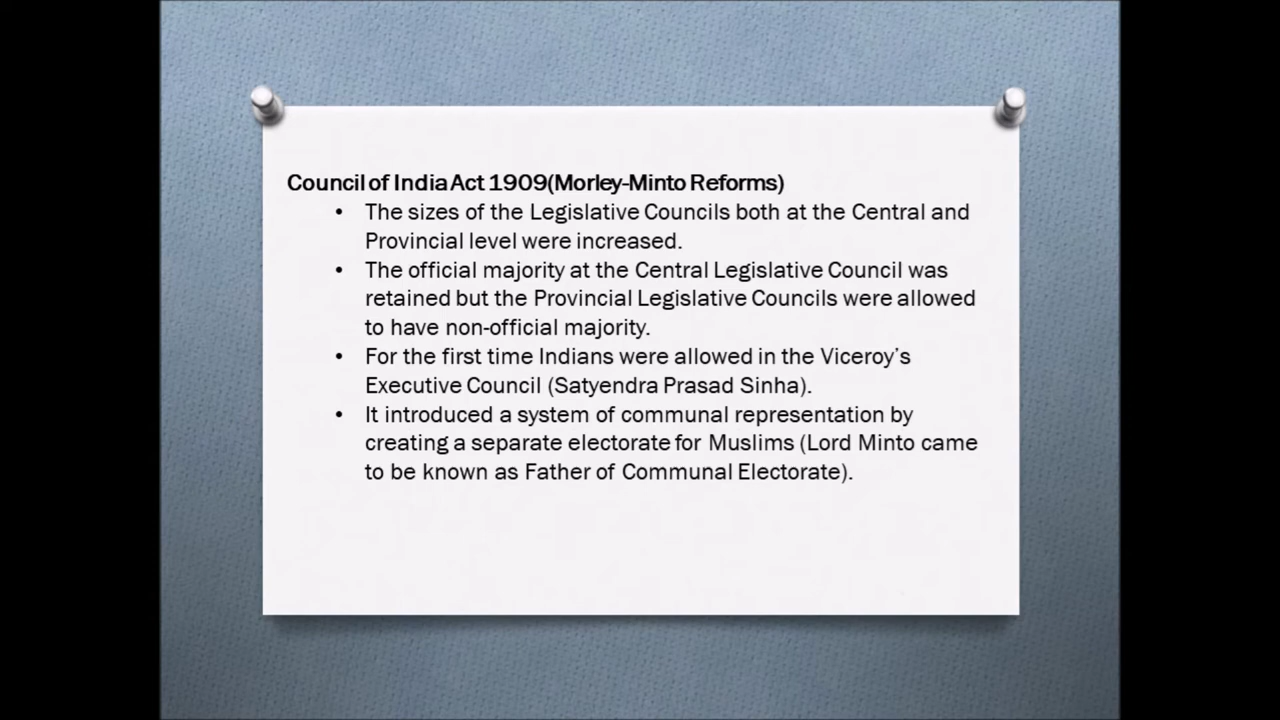 Council of India Act 1909(Morley-Minto Reforms)
• The sizes of the Legislative Councils both at the Central and
Provincial level were increased.
• The official majority at the Central Legislative Council was
retained but the Provincial Legislative Councils were allowed
to have non-official majority.
• For the first time Indians were allowed in the Viceroy’s
Executive Council (Satyendra Prasad Sinha).
• It introduced a system of communal representation by
creating a separate electorate for Muslims (Lord Minto came
to be known as Father of Communal Electorate).